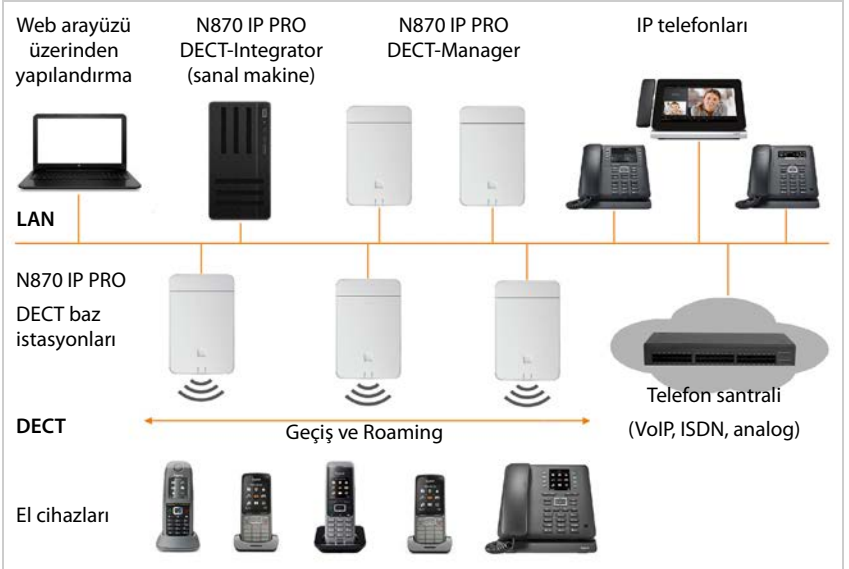 Web arayüzü
üzerinden
yapılandırma
N870 IP PRO
DECT-Integrator
(sanal makine)
N870 IP PRO
DECT-Manager
IP telefonları
LAN
N870 IP PRO
DECT baz
istasyonları
Telefon santrali
(VoIP, ISDN, analog)
DECT
Geçiş ve Roaming
El cihazları